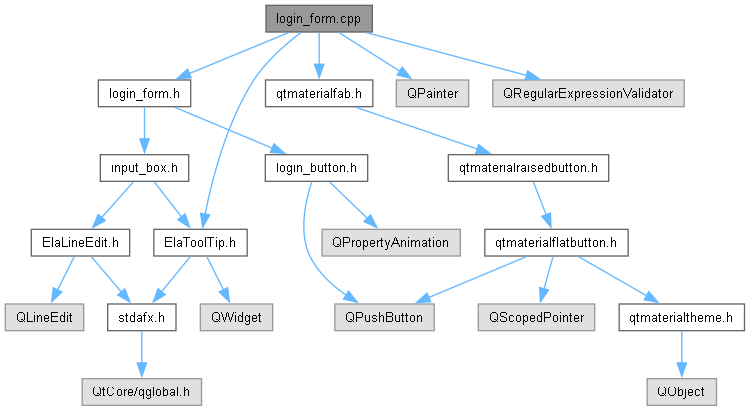 login_form.cpp
login_form.h
qtmaterialfab.h
QPainter
QRegularExpressionValidator
input_box.h
login_button.h
qtmaterialraisedbutton.h
ElaLineEdit.h
ElaToolTip.h
QPropertyAnimation
qtmaterialflatbutton.h
QLineEdit
stdafx.h
QWidget
QPushButton
QScopedPointer
qtmaterialtheme.h
QtCore/qglobal.h
QObject